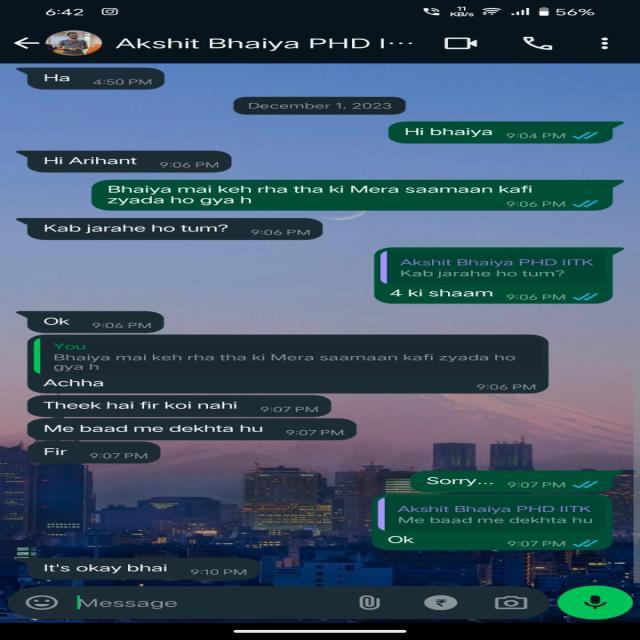 6:42
11 KB/s 56%
Akshit Bhaiya PHD I...
Ha 4:50 PM
December 1, 2023
Hi bhaiya 9:04 PM
Hi Arihant 9:06 PM
Bhaiya mai keh rha tha ki Mera saamaan kafi
zyada ho gya h 9:06 PM
Kab jarahe ho tum? 9:06 PM
Akshit Bhaiya PHD IITK
Kab jarahe ho tum?
4 ki shaam 9:06 PM
Ok 9:06 PM
You
Bhaiya mai keh rha tha ki Mera saamaan kafi zyada ho
gya h
Achha 9:06 PM
Theek hai fir koi nahi 9:07 PM
Me baad me dekhta hu 9:07 PM
Fir 9:07 PM
Sorry... 9:07 PM
Akshit Bhaiya PHD IITK
Me baad me dekhta hu
Ok 9:07 PM
It's okay bhai 9:10 PM
Message